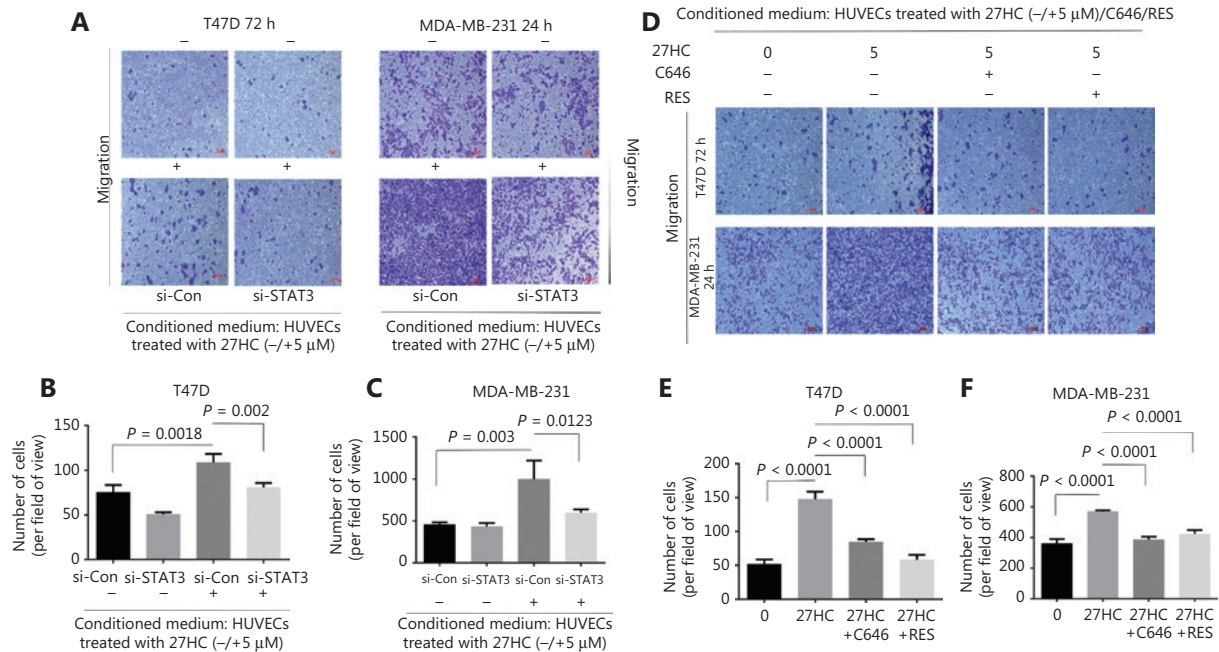 A
T47D 72 h
MDA-MB-231 24 h
– – – –
Migration
+ + + +
si-Con si-STAT3 si-Con si-STAT3
Conditioned medium: HUVECs
treated with 27HC (–/+5 μM)
Conditioned medium: HUVECs
treated with 27HC (–/+5 μM)
Migration
D
Conditioned medium: HUVECs treated with 27HC (–/+5 μM)/C646/RES
27HC 0 5 5 5
C646 – – + –
RES – – – +
Migration
T47D 72 h
MDA-MB-231
24 h
B
T47D
P = 0.002
P = 0.0018
Number of cells
(per field of view)
150
100
50
0
si-Con si-STAT3 si-Con si-STAT3
– – + +
Conditioned medium: HUVECs
treated with 27HC (–/+5 μM)
C
MDA-MB-231
P = 0.0123
P = 0.003
Number of cells
(per field of view)
1500
1000
500
0
si-Con si-STAT3 si-Con si-STAT3
– – + +
Conditioned medium: HUVECs
treated with 27HC (–/+5 μM)
E
T47D
P < 0.0001
P < 0.0001
P < 0.0001
Number of cells
(per field of view)
200
150
100
50
0
0 27HC 27HC 27HC
+C646 +RES
F
MDA-MB-231
P < 0.0001
P < 0.0001
P < 0.0001
Number of cells
(per field of view)
800
600
400
200
0
0 27HC 27HC 27HC
+C646 +RES